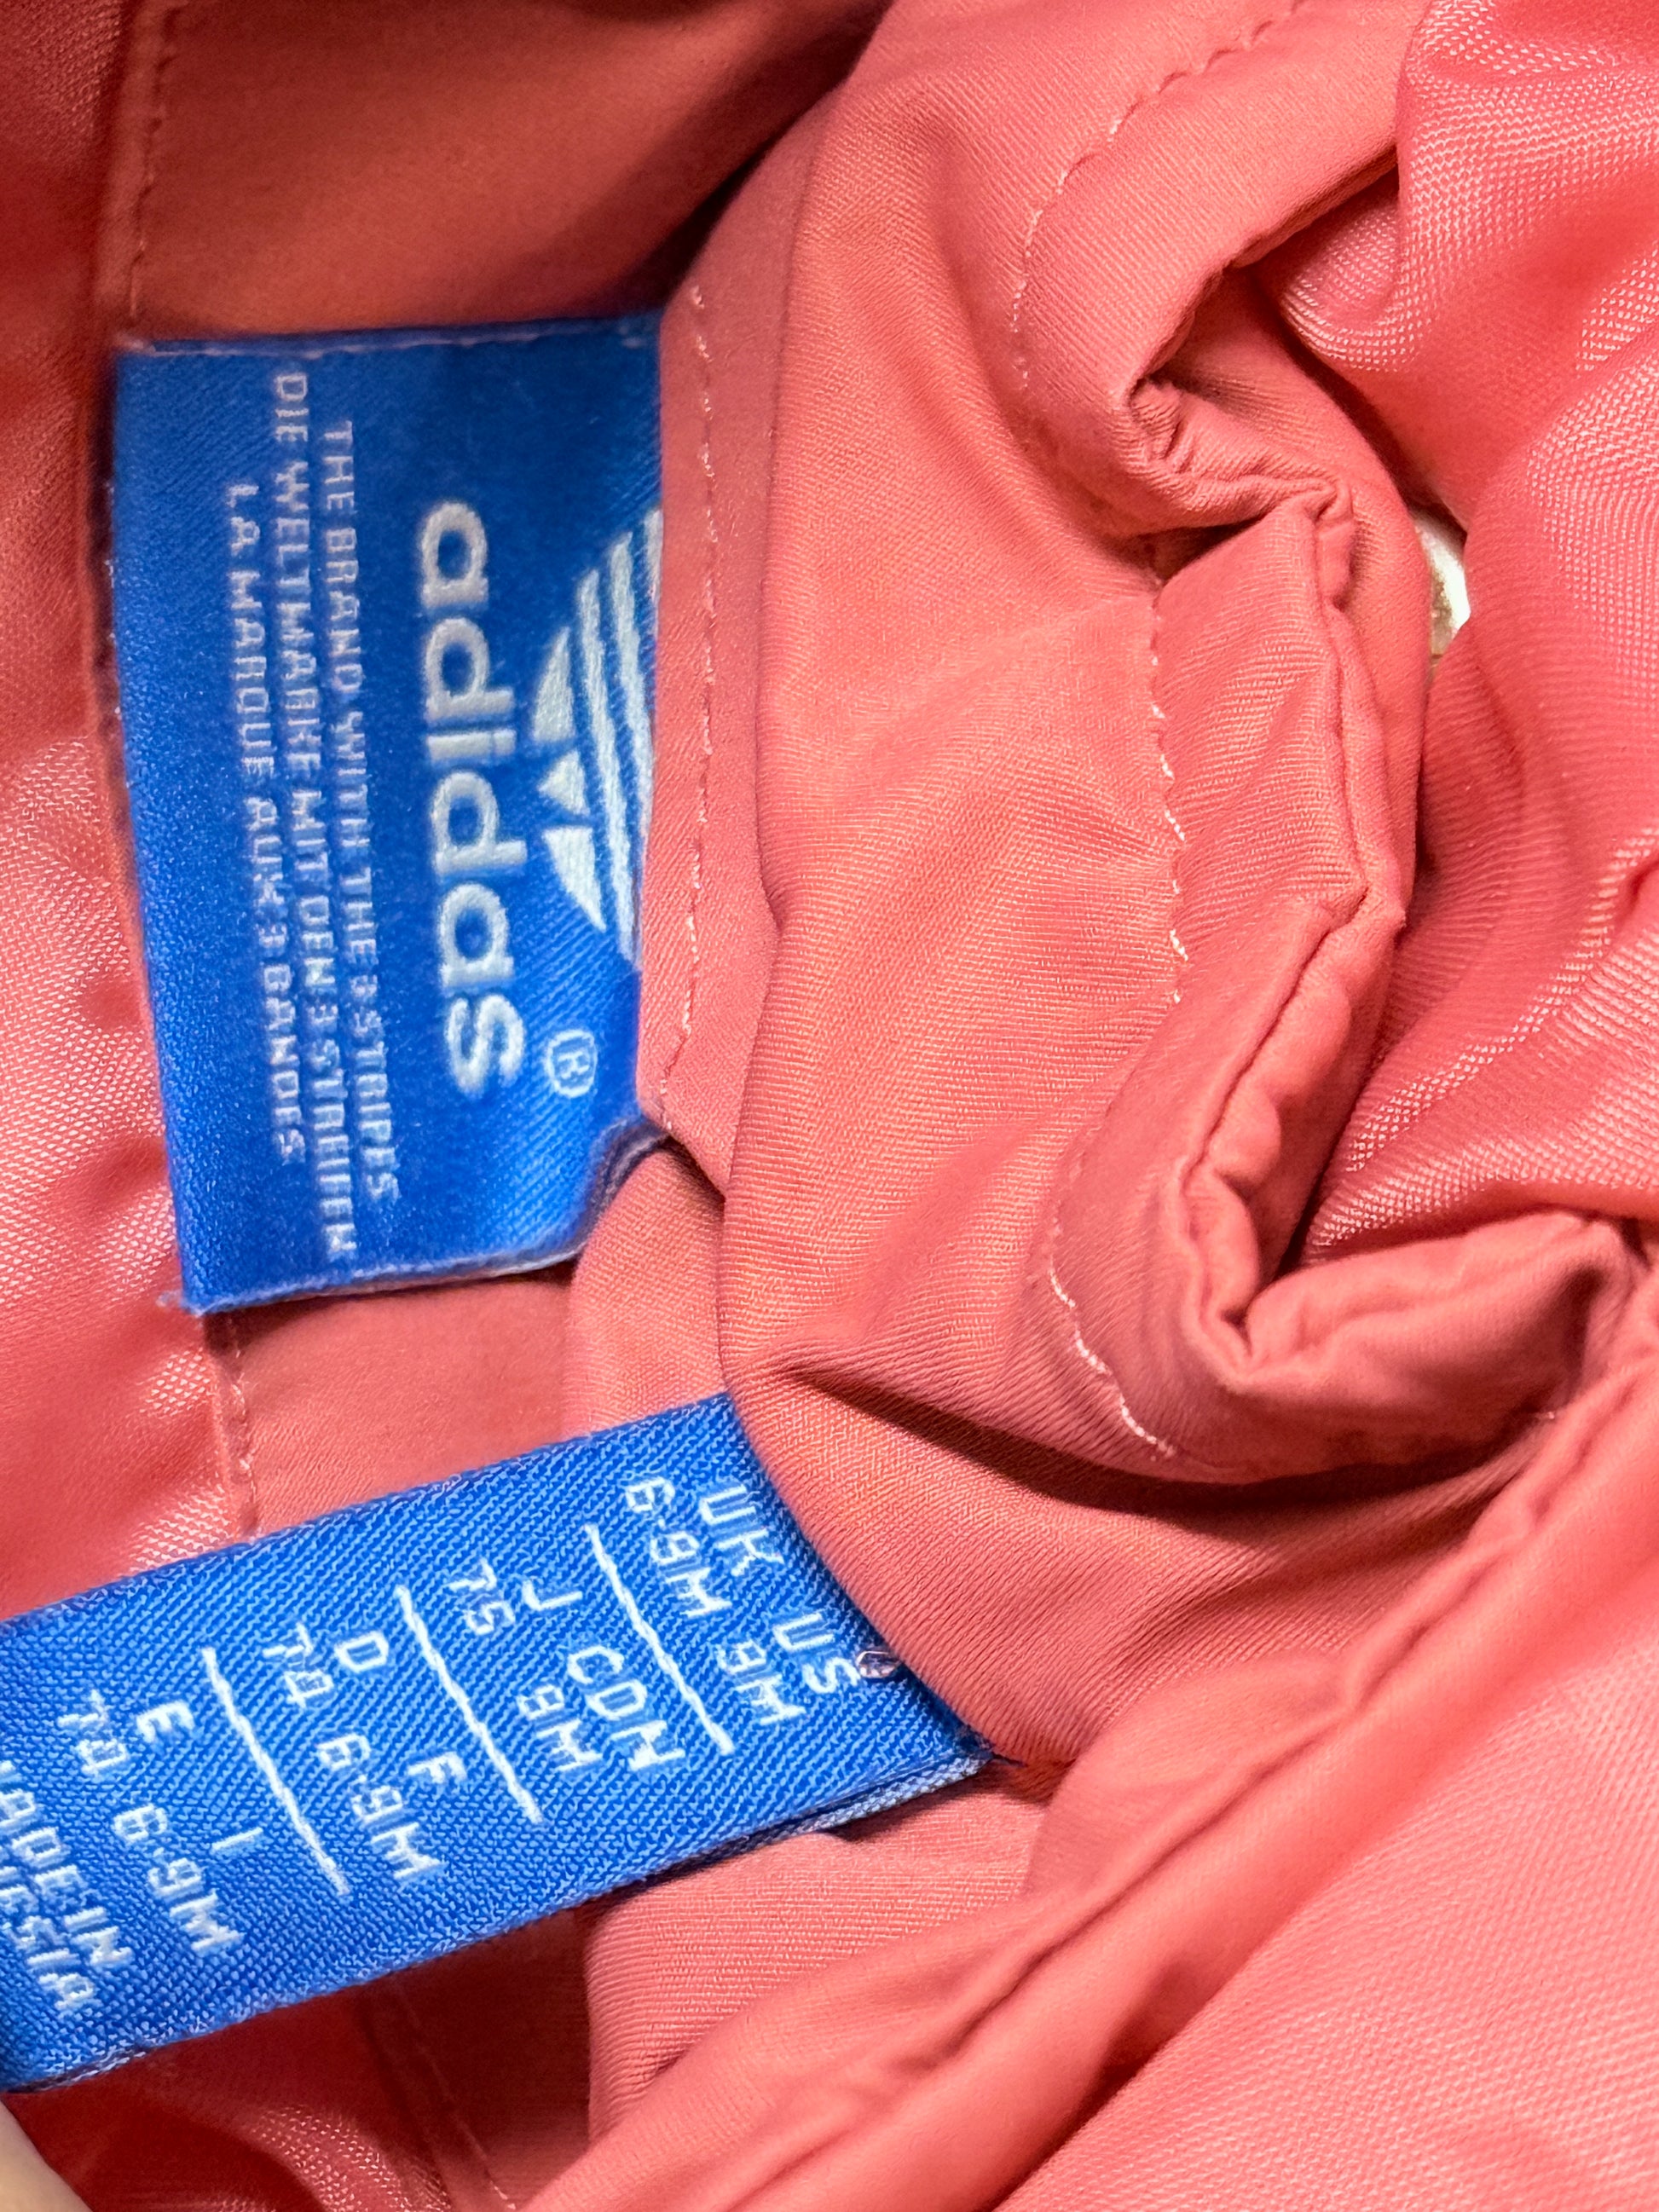 adidas®
THE BRAND WITH THE 3 STRIPES
DIE WELTMARKE MIT DEN 3 STREIFEN
LA MARQUE AUX 3 BANDES
UK US
6-9M 9M
J CDN
75 9M
D F
74 6-9M
E I
74 6-9M
MADE IN